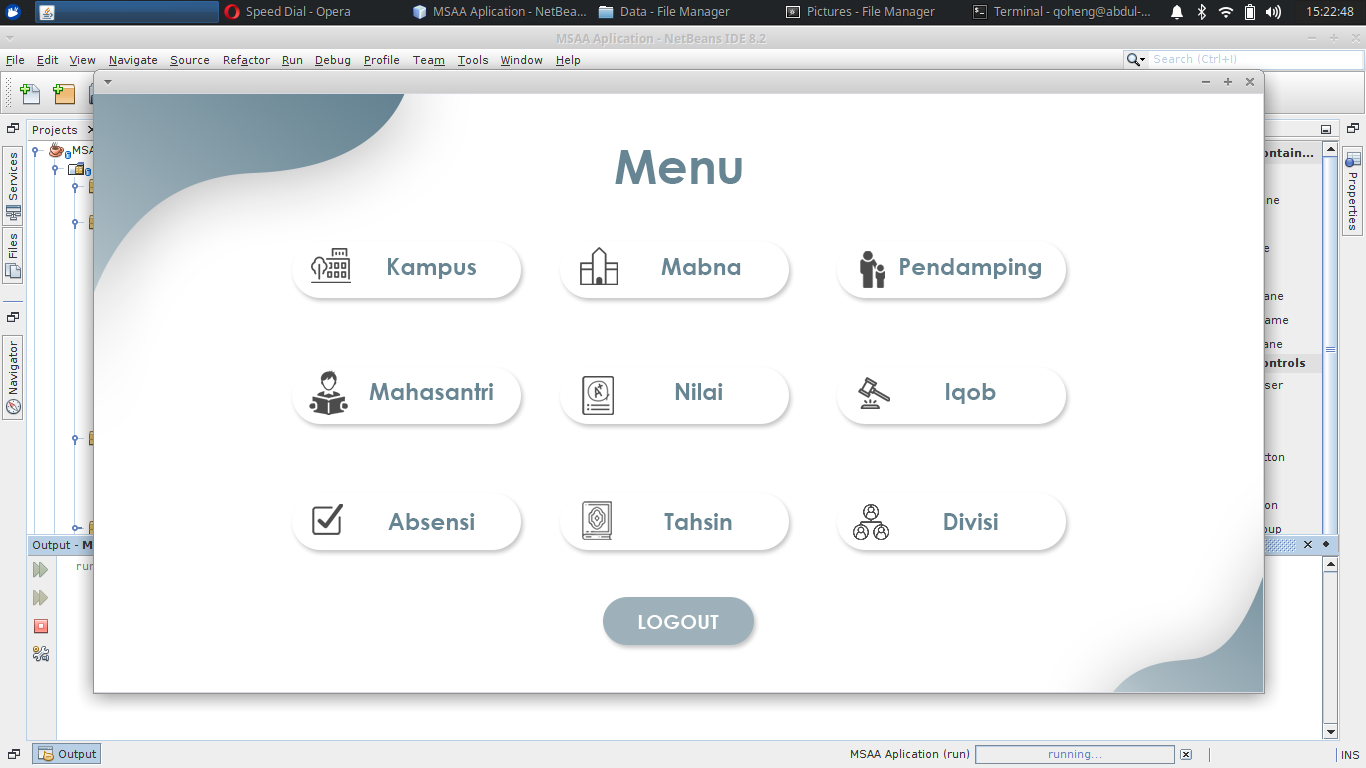 Speed Dial - Opera
MSAA Aplication - NetBea...
Data - File Manager
Pictures - File Manager
Terminal - qoheng@abdul-...
15:22:48
MSAA Aplication - NetBeans IDE 8.2
File Edit View Navigate Source Refactor Run Debug Profile Team Tools Window Help
Search (Ctrl+I)
Projects
MSA
Services
Files
Navigator
Properties
ontain...
ne
e
ane
ame
ane
ontrols
ser
tton
on
oup
Menu
Kampus
Mabna
Pendamping
Mahasantri
Nilai
Iqob
Absensi
Tahsin
Divisi
LOGOUT
Output - M
run
Output
MSAA Aplication (run)
running...
INS